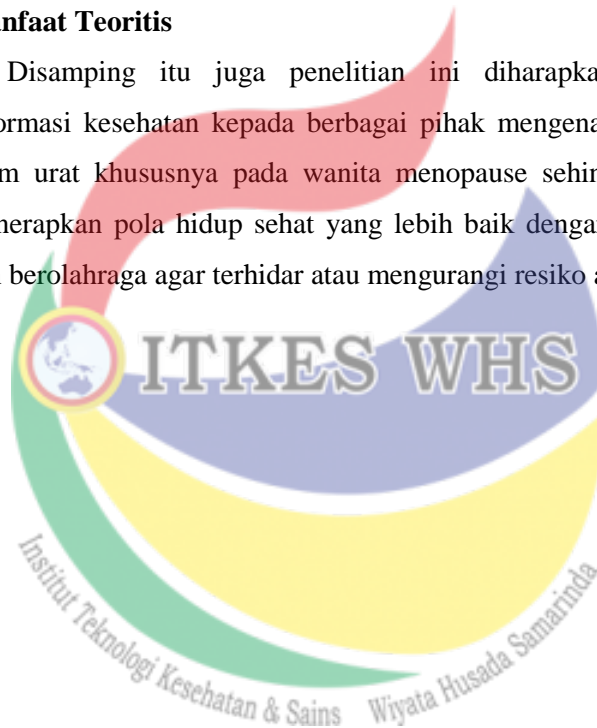 nfaat Teoritis
Disamping itu juga penelitian ini diharapka
ormasi kesehatan kepada berbagai pihak mengena
m urat khususnya pada wanita menopause sehin
nerapkan pola hidup sehat yang lebih baik denga
berolahraga agar terhidar atau mengurangi resiko a
ITKES WHS
Institut Teknologi Kesehatan & Sains Wiyata Husada Samarinda